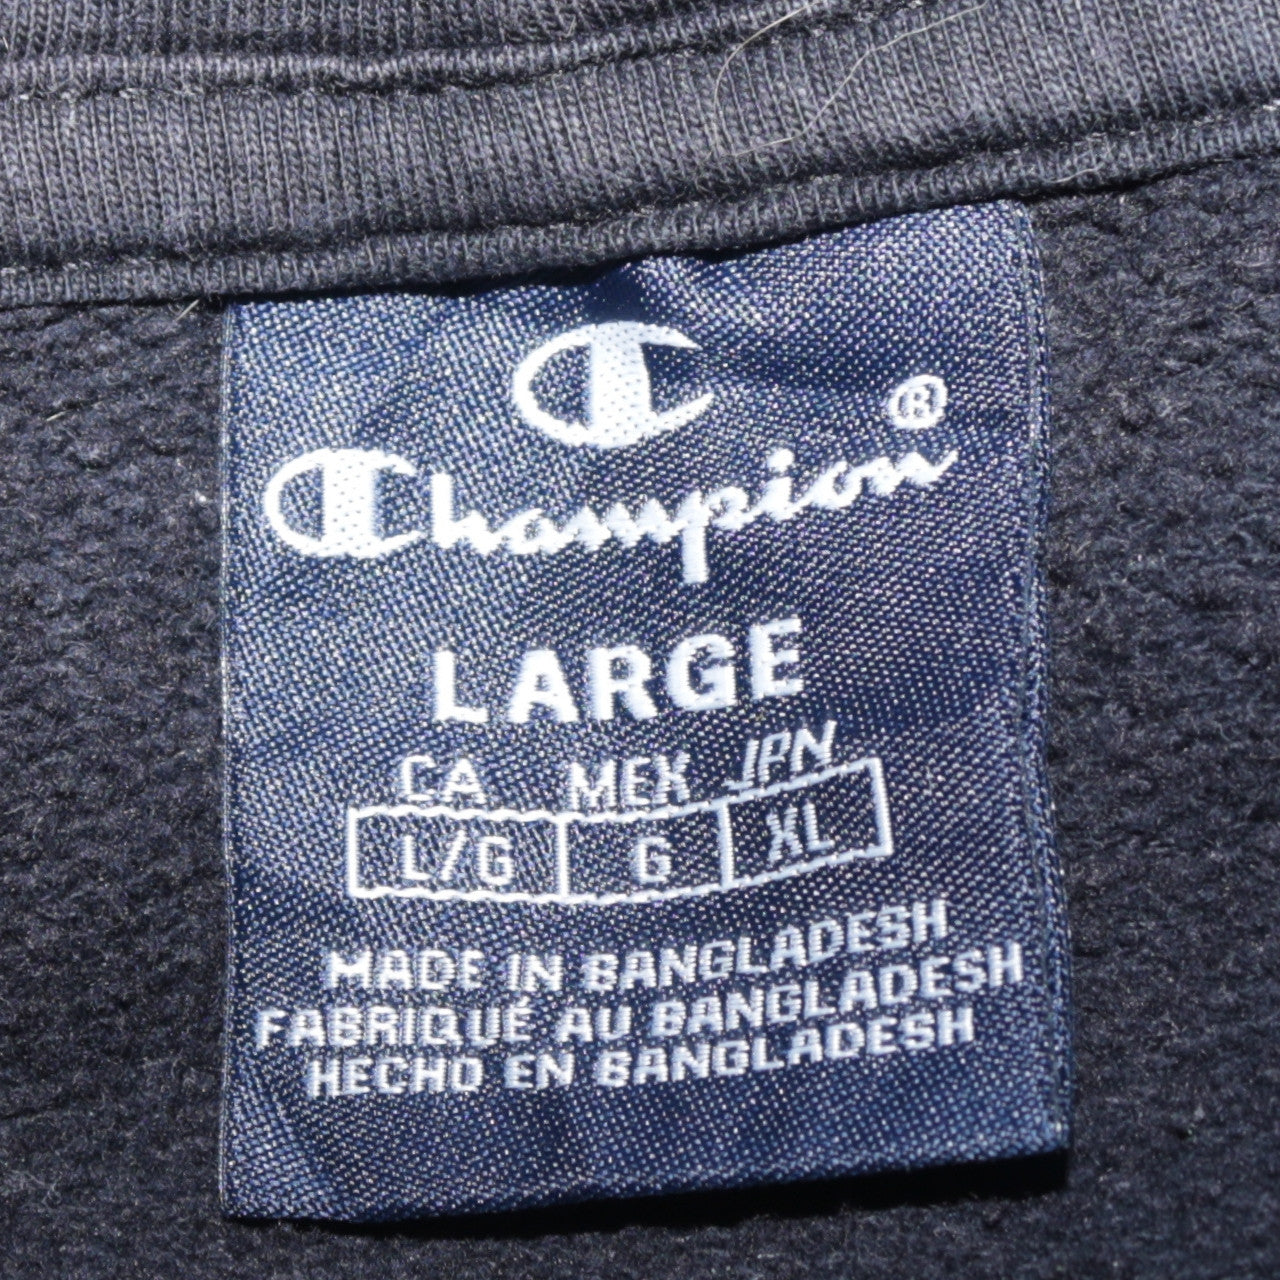 C
Champion®
LARGE
CA MEX JPN
L/G G XL
MADE IN BANGLADESH
FABRIQUÉ AU BANGLADESH
HECHO EN BANGLADESH